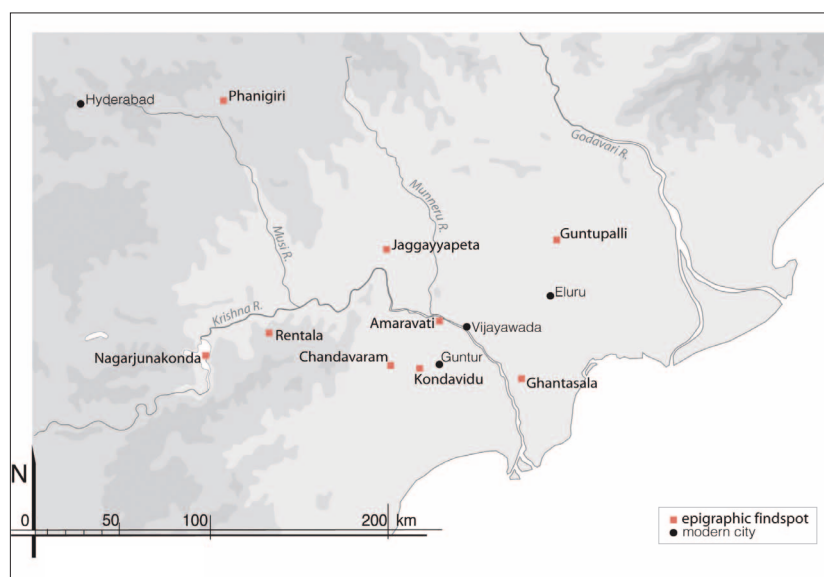 Hyderabad
Phanigiri
Godavari R.
Munneru R.
Musi R.
Guntupalli
Jaggayyapeta
Eluru
Krishna R.
Amaravati
Vijayawada
Rentala
Nagarjunakonda
Chandavaram
Guntur
Kondavidu
Ghantasala
N
0 50 100 200 km
epigraphic findspot
modern city